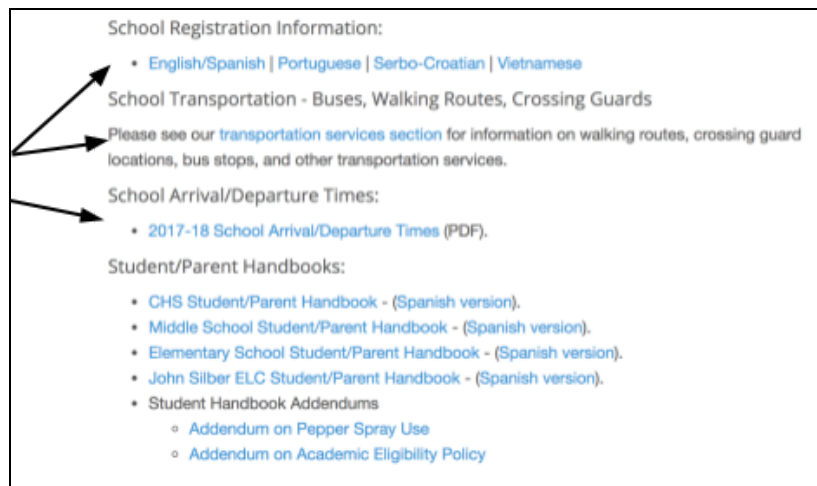 School Registration Information:
• English/Spanish | Portuguese | Serbo-Croatian | Vietnamese
School Transportation - Buses, Walking Routes, Crossing Guards
Please see our transportation services section for information on walking routes, crossing guard
locations, bus stops, and other transportation services.
School Arrival/Departure Times:
• 2017-18 School Arrival/Departure Times (PDF).
Student/Parent Handbooks:
• CHS Student/Parent Handbook - (Spanish version).
• Middle School Student/Parent Handbook - (Spanish version).
• Elementary School Student/Parent Handbook - (Spanish version).
• John Silber ELC Student/Parent Handbook - (Spanish version).
• Student Handbook Addendums
◦ Addendum on Pepper Spray Use
◦ Addendum on Academic Eligibility Policy